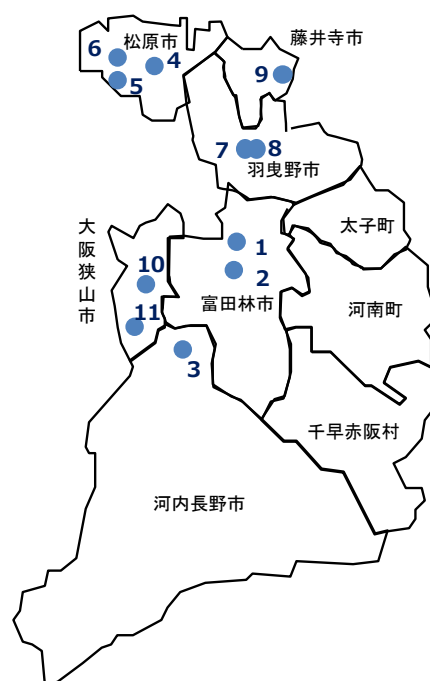 松原市
藤井寺市
6
4
5
9
7
8
羽曳野市
太子町
大阪狭山市
1
10
2
河南町
富田林市
11
3
千早赤阪村
河内長野市